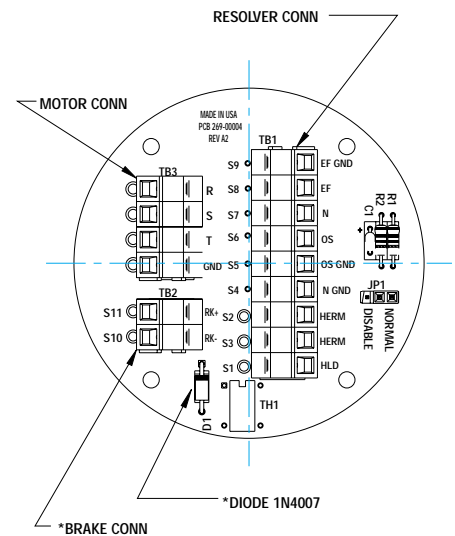 RESOLVER CONN
MOTOR CONN
MADE IN USA
PCB 269-00004
REV A2
TB1
TB3
S9
EF GND
S8
EF
R
S7
N
S
S6
OS
T
S5
OS GND
GND
S4
N GND
TB2
S11
RK+
S2
HERM
S10
RK-
S3
HERM
S1
HLD
R1
R2
C1
+
JP1
DISABLE
NORMAL
D1
TH1
*DIODE 1N4007
*BRAKE CONN